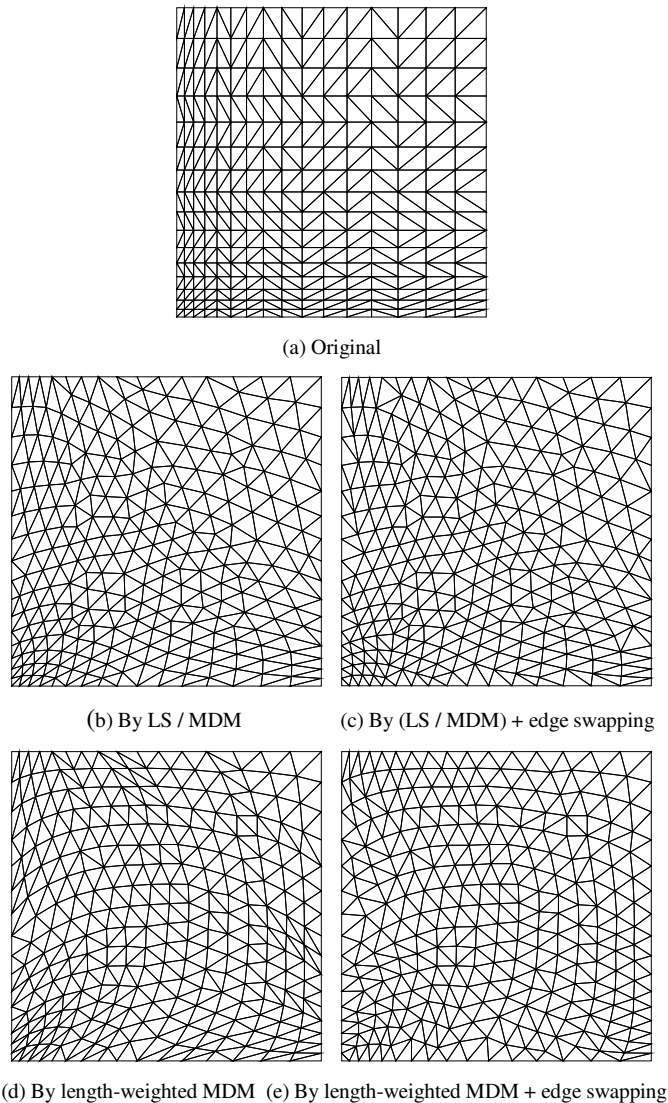 (a) Original
(b) By LS / MDM
(c) By (LS / MDM) + edge swapping
(d) By length-weighted MDM
(e) By length-weighted MDM + edge swapping